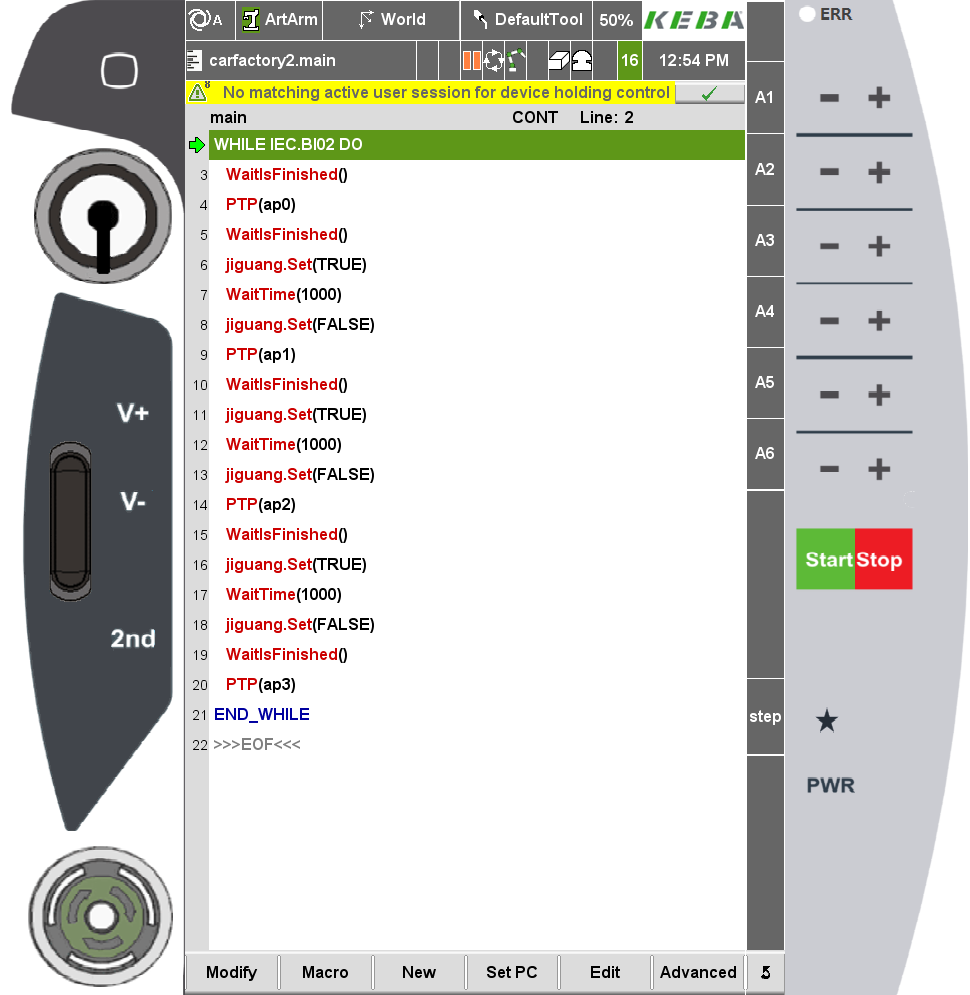 A ArtArm World DefaultTool 50% KEBA
carfactory2.main 16 12:54 PM
8 No matching active user session for device holding control
main CONT Line: 2
WHILE IEC.BI02 DO
3 WaitIsFinished()
4 PTP(ap0)
5 WaitIsFinished()
6 jiguang.Set(TRUE)
7 WaitTime(1000)
8 jiguang.Set(FALSE)
9 PTP(ap1)
10 WaitIsFinished()
11 jiguang.Set(TRUE)
12 WaitTime(1000)
13 jiguang.Set(FALSE)
14 PTP(ap2)
15 WaitIsFinished()
16 jiguang.Set(TRUE)
17 WaitTime(1000)
18 jiguang.Set(FALSE)
19 WaitIsFinished()
20 PTP(ap3)
21 END_WHILE
22 >>>EOF<<<
Modify Macro New Set PC Edit Advanced
V+
V-
2nd
A1
A2
A3
A4
A5
A6
step
ERR
- +
- +
- +
- +
- +
- +
Start Stop
PWR